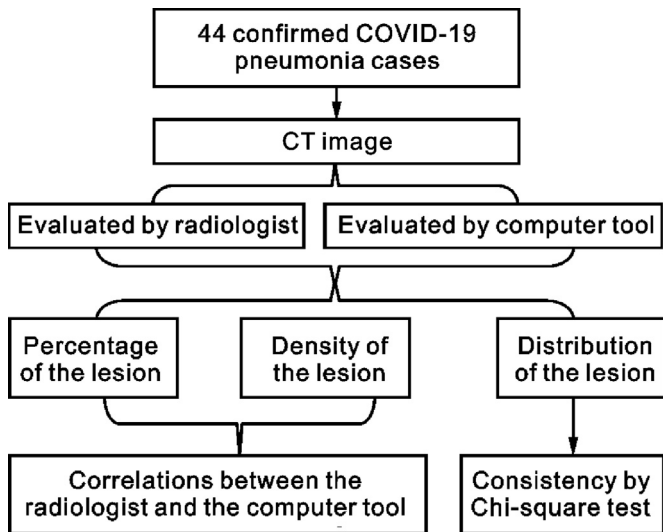 44 confirmed COVID-19
pneumonia cases
CT image
Evaluated by radiologist
Evaluated by computer tool
Percentage
of the lesion
Density of
the lesion
Distribution
of the lesion
Correlations between the
radiologist and the computer tool
Consistency by
Chi-square test